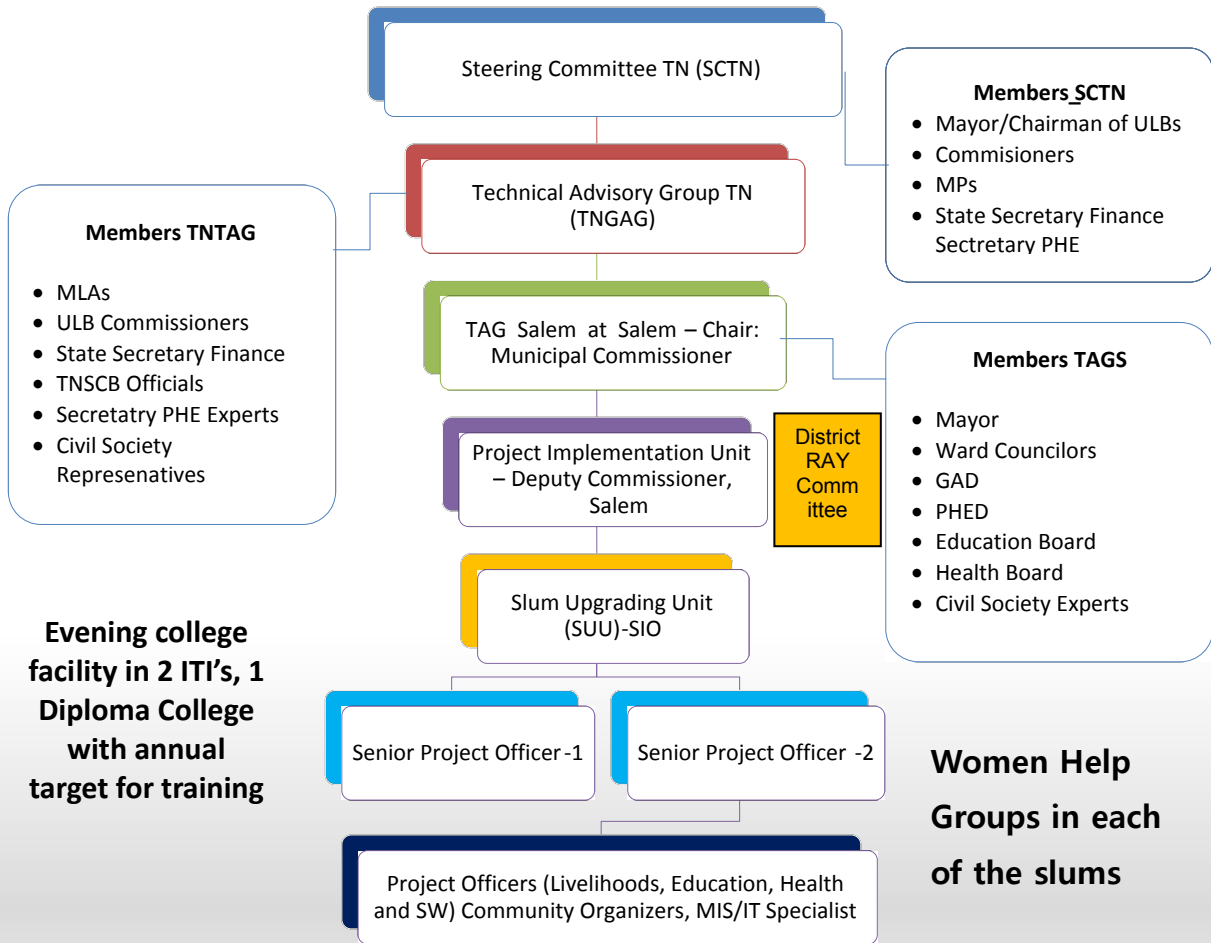 Steering Committee TN (SCTN)
Members_SCTN
• Mayor/Chairman of ULBs
• Commisioners
• MPs
• State Secretary Finance
Sectretary PHE
Technical Advisory Group TN
(TNGAG)
Members TNTAG
• MLAs
• ULB Commissioners
• State Secretary Finance
• TNSCB Officials
• Secretatry PHE Experts
• Civil Society
Represenatives
TAG Salem at Salem – Chair:
Municipal Commissioner
Members TAGS
• Mayor
• Ward Councilors
• GAD
• PHED
• Education Board
• Health Board
• Civil Society Experts
Project Implementation Unit
– Deputy Commissioner,
Salem
District
RAY
Comm
ittee
Slum Upgrading Unit
(SUU)-SIO
Evening college
facility in 2 ITI’s, 1
Diploma College
with annual
target for training
Senior Project Officer -1
Senior Project Officer -2
Women Help
Groups in each
of the slums
Project Officers (Livelihoods, Education, Health
and SW) Community Organizers, MIS/IT Specialist